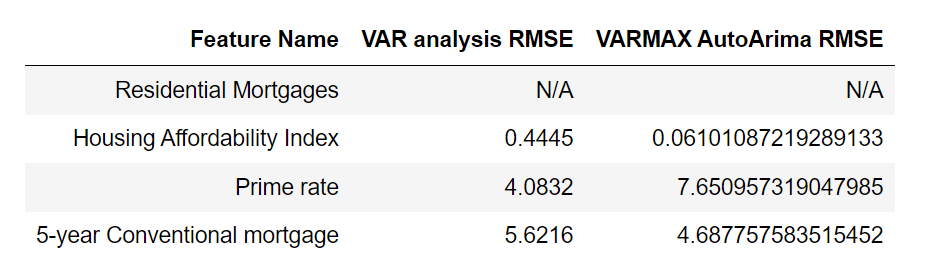 Feature Name VAR analysis RMSE VARMAX AutoArima RMSE
Residential Mortgages N/A N/A
Housing Affordability Index 0.4445 0.06101087219289133
Prime rate 4.0832 7.650957319047985
5-year Conventional mortgage 5.6216 4.687757583515452